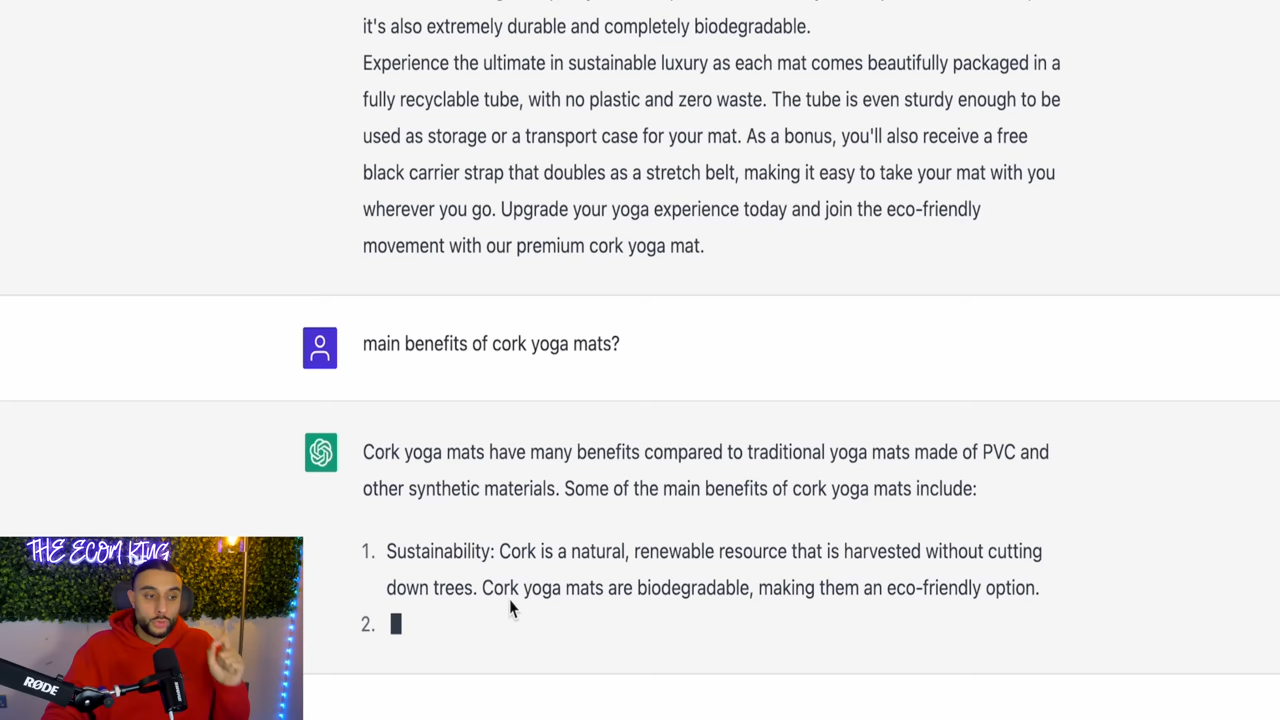 it's also extremely durable and completely biodegradable.
Experience the ultimate in sustainable luxury as each mat comes beautifully packaged in a
fully recyclable tube, with no plastic and zero waste. The tube is even sturdy enough to be
used as storage or a transport case for your mat. As a bonus, you'll also receive a free
black carrier strap that doubles as a stretch belt, making it easy to take your mat with you
wherever you go. Upgrade your yoga experience today and join the eco-friendly
movement with our premium cork yoga mat.
main benefits of cork yoga mats?
Cork yoga mats have many benefits compared to traditional yoga mats made of PVC and
other synthetic materials. Some of the main benefits of cork yoga mats include:
1. Sustainability: Cork is a natural, renewable resource that is harvested without cutting
down trees. Cork yoga mats are biodegradable, making them an eco-friendly option.
2.
THE ECOM KING
RØDE